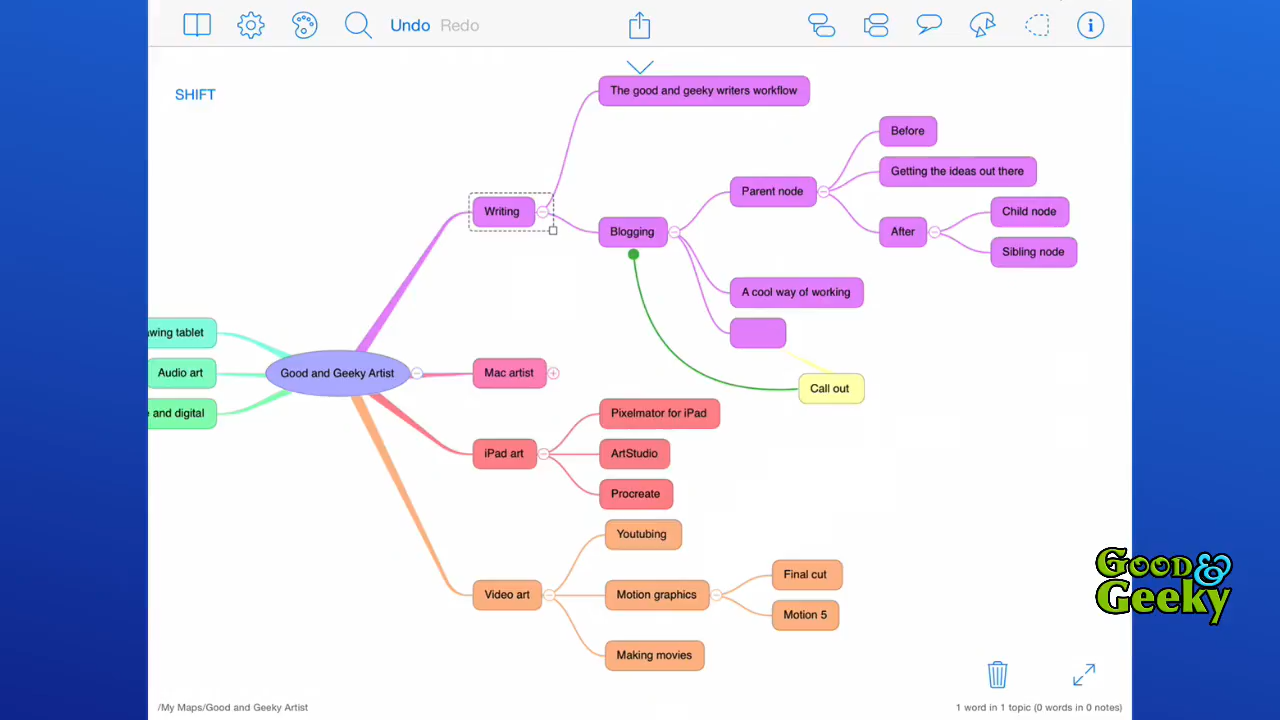 Undo
Redo
SHIFT
The good and geeky writers workflow
Before
Getting the ideas out there
Parent node
Writing
Child node
Blogging
After
Sibling node
A cool way of working
awing tablet
Good and Geeky Artist
Audio art
Mac artist
Call out
e and digital
Pixelmator for iPad
iPad art
ArtStudio
Procreate
Youtubing
Final cut
Video art
Motion graphics
Motion 5
Making movies
Good &
Geeky
/My Maps/Good and Geeky Artist
1 word in 1 topic (0 words in 0 notes)